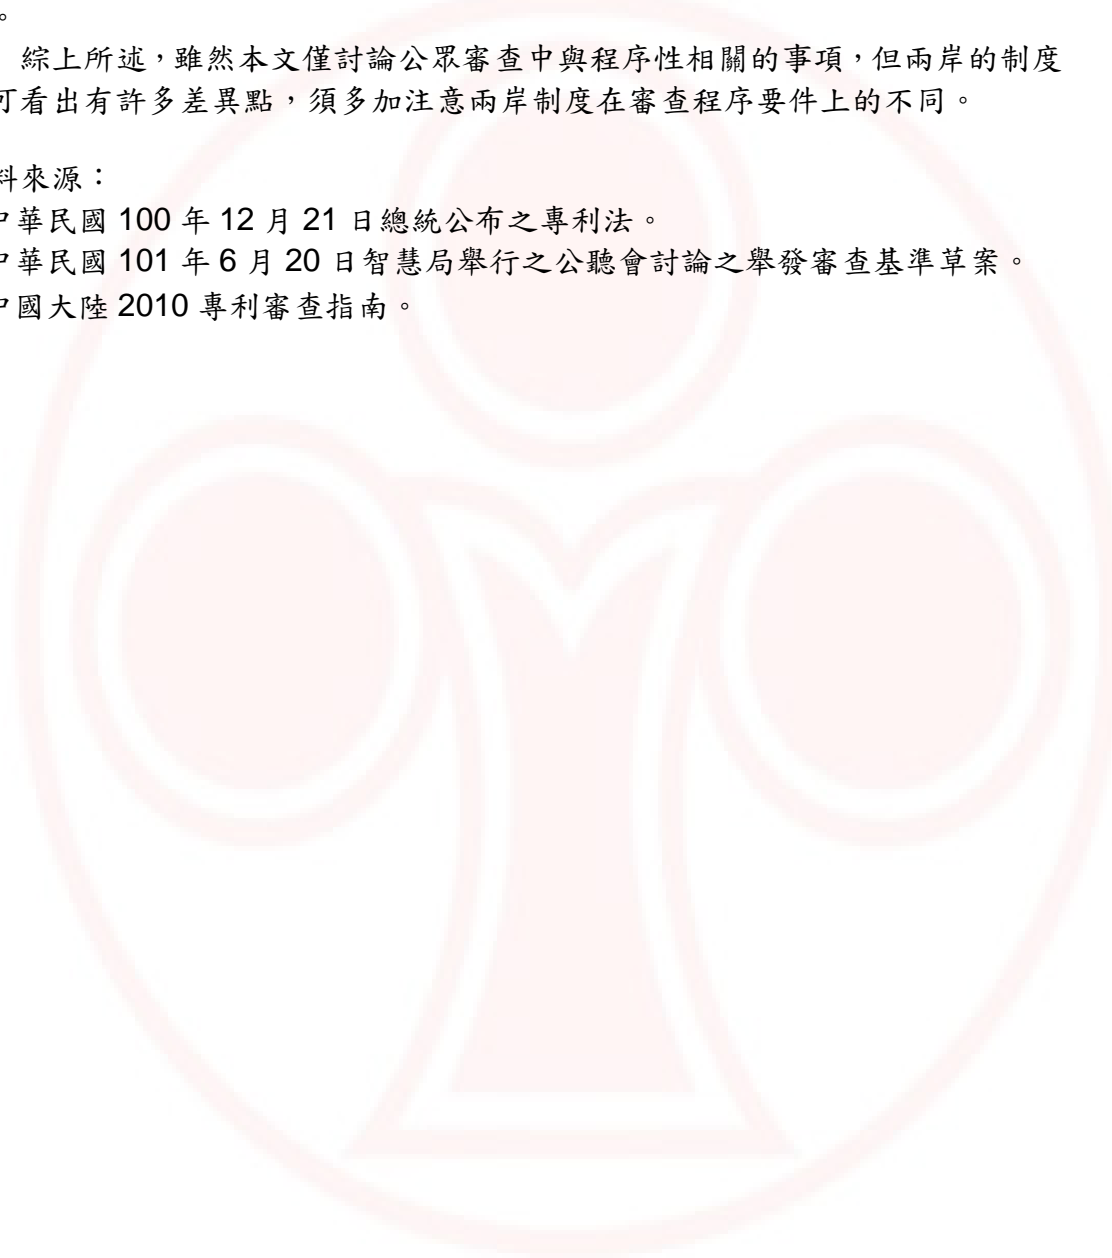 。
綜上所述，雖然本文僅討論公眾審查中與程序性相關的事項，但兩岸的制度
可看出有許多差異點，須多加注意兩岸制度在審查程序要件上的不同。
料來源：
中華民國 100 年 12 月 21 日總統公布之專利法。
中華民國 101 年 6 月 20 日智慧局舉行之公聽會討論之舉發審查基準草案。
中國大陸 2010 專利審查指南。